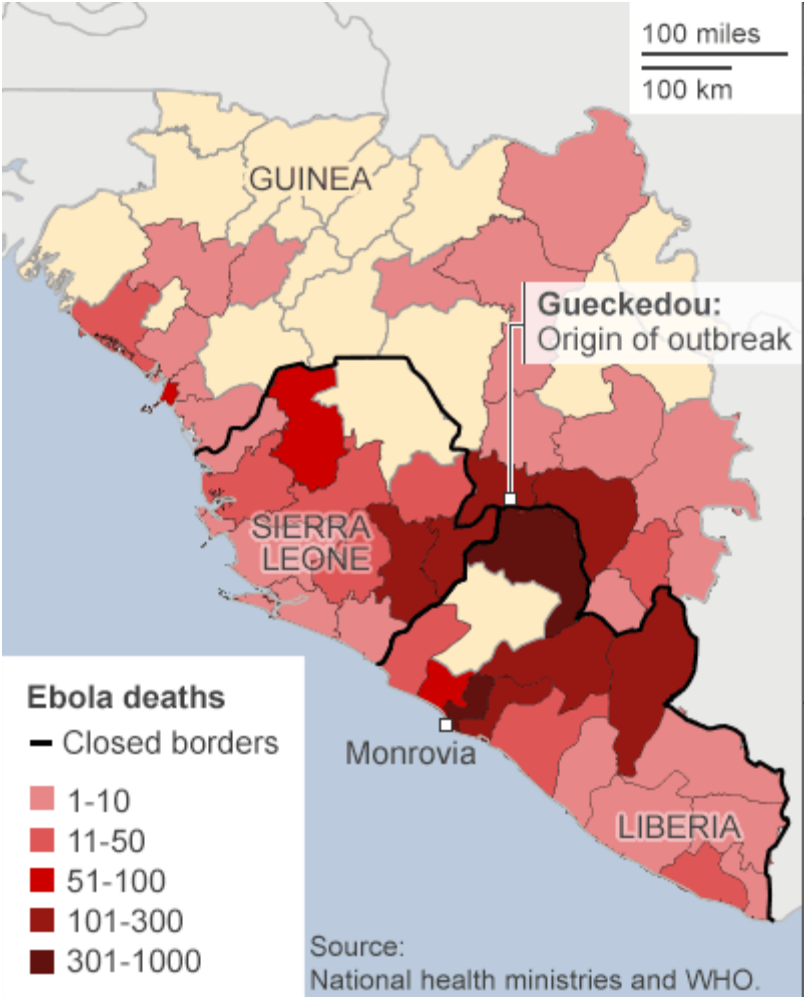 100 miles
100 km
GUINEA
Gueckedou:
Origin of outbreak
SIERRA
LEONE
Ebola deaths
Closed borders
1-10
11-50
51-100
101-300
301-1000
Monrovia
LIBERIA
Source:
National health ministries and WHO.